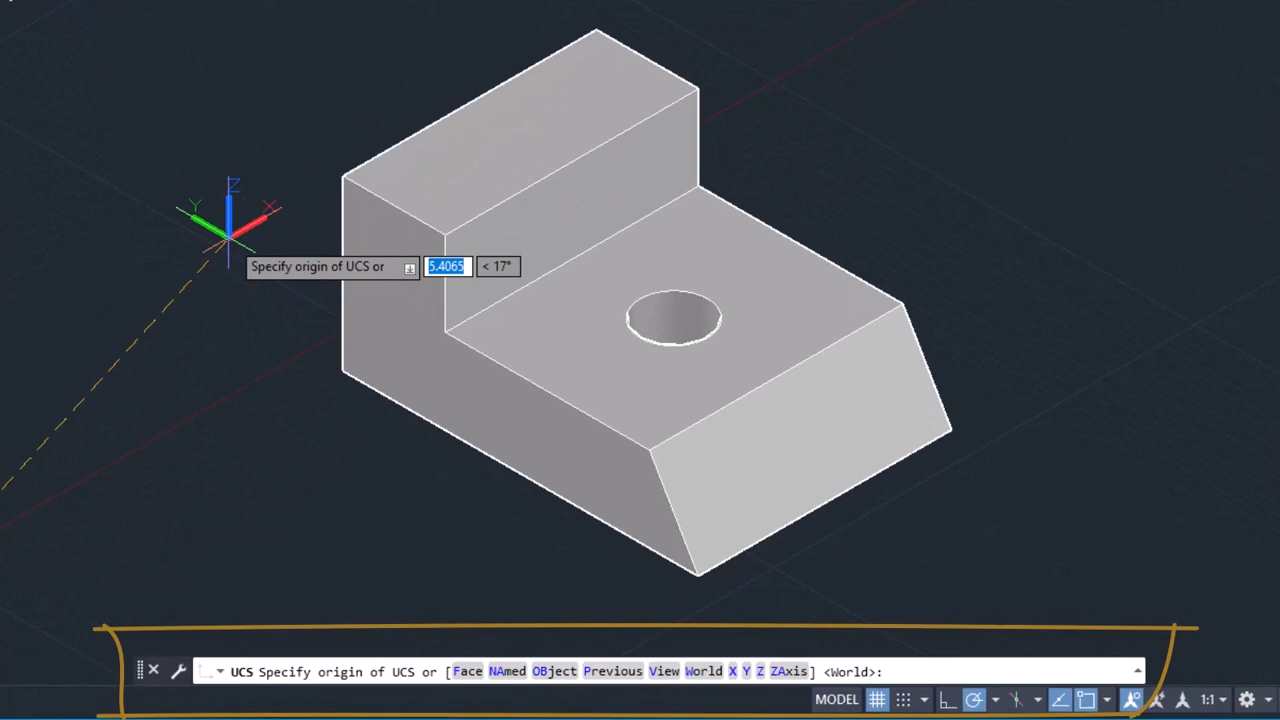 Z
Y X
Specify origin of UCS or 5.4065 < 17°
UCS Specify origin of UCS or [Face NAmed OBject Previous View World X Y Z ZAxis] <World>:
MODEL 1:1